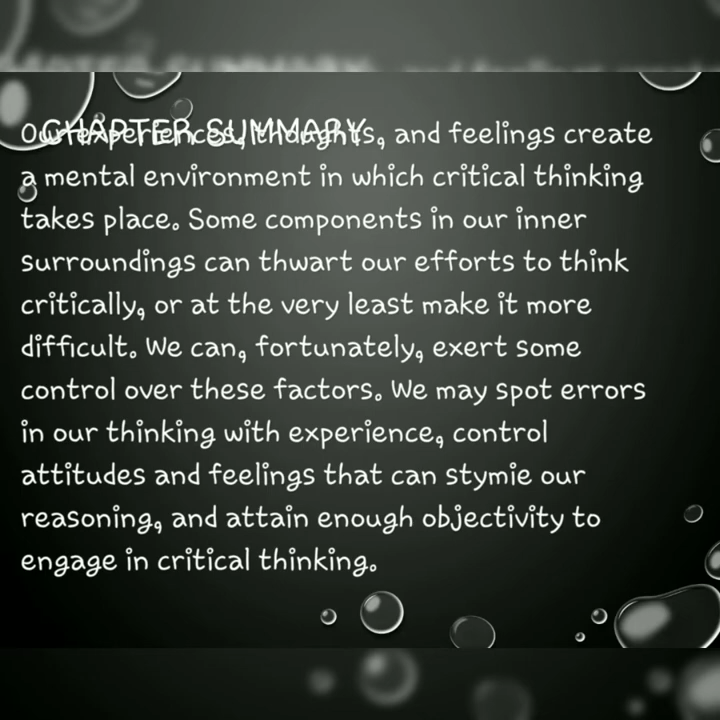 CHAPTER SUMMARY
Our experiences, thoughts, and feelings create
a mental environment in which critical thinking
takes place. Some components in our inner
surroundings can thwart our efforts to think
critically, or at the very least make it more
difficult. We can, fortunately, exert some
control over these factors. We may spot errors
in our thinking with experience, control
attitudes and feelings that can stymie our
reasoning, and attain enough objectivity to
engage in critical thinking.